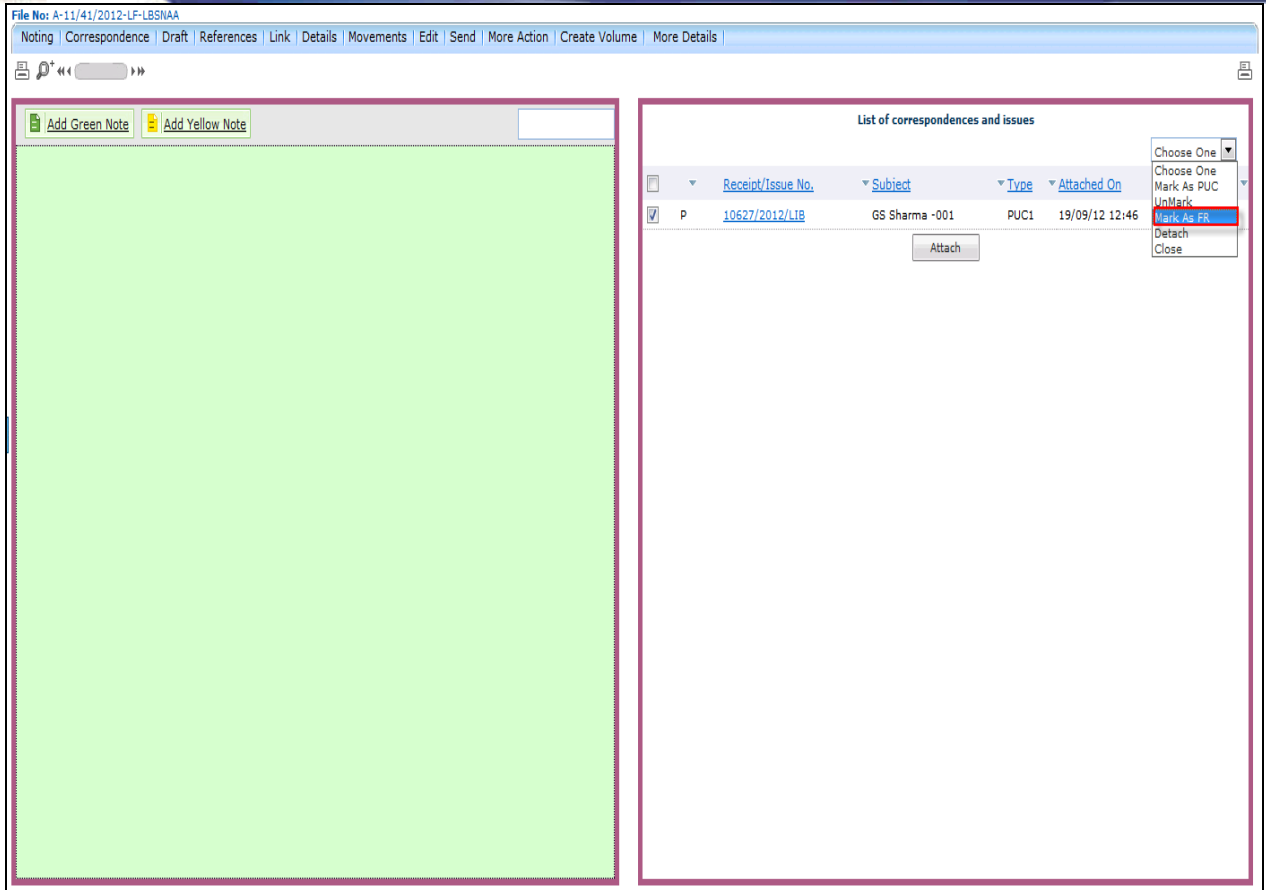 File No: A-11/41/2012-LF-LBSNAA
Noting | Correspondence | Draft | References | Link | Details | Movements | Edit | Send | More Action | Create Volume | More Details |
Add Green Note Add Yellow Note
List of correspondences and issues
Choose One
Choose One
Mark As PUC
UnMark
Mark As FR
Detach
Close
Receipt/Issue No. Subject Type Attached On
P 10627/2012/LIB GS Sharma -001 PUC1 19/09/12 12:46
Attach